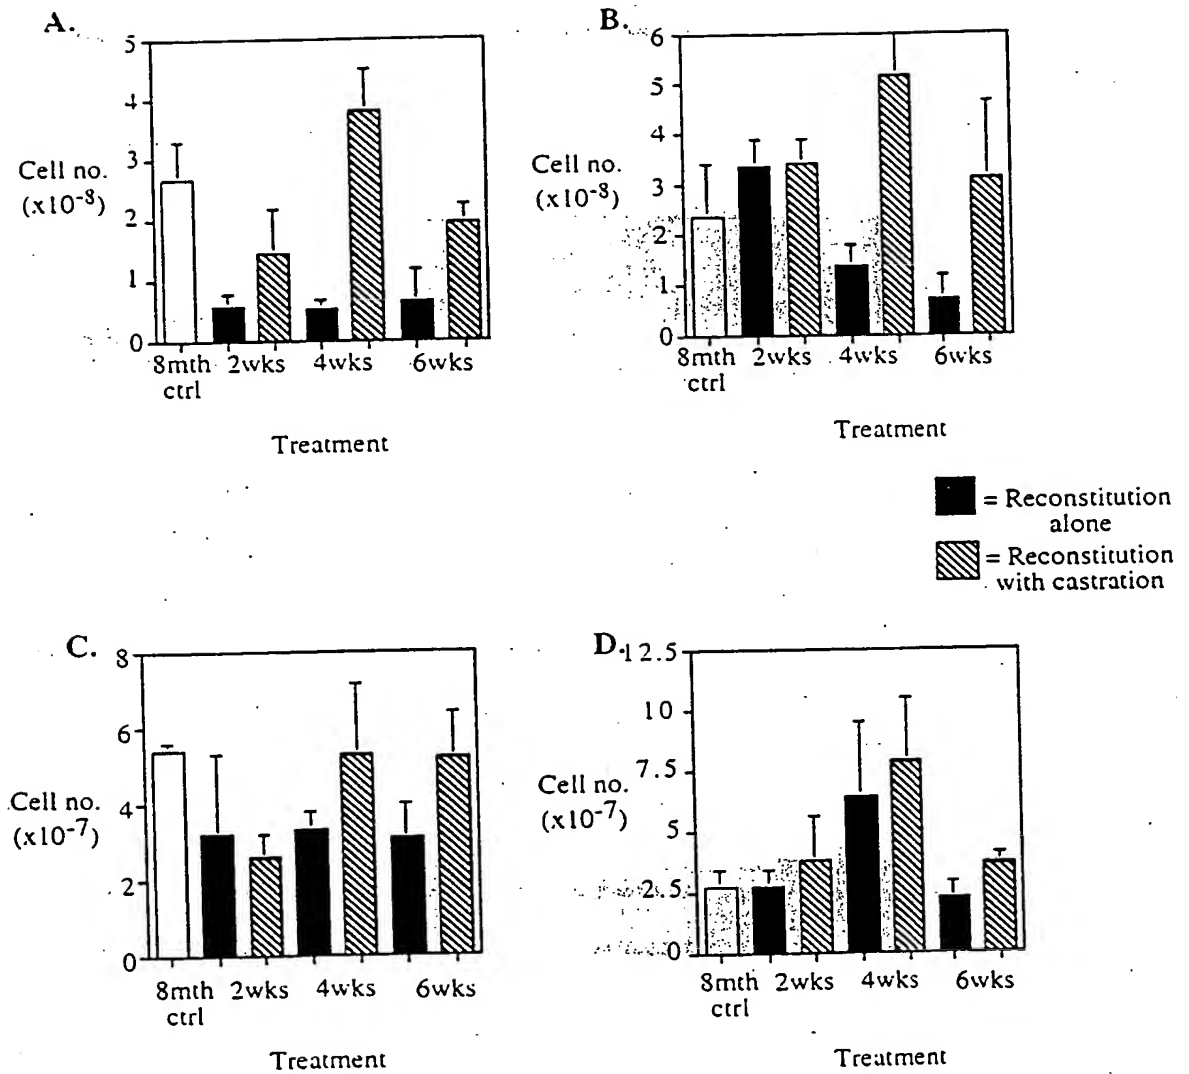 A.
5
4
3
2
1
0
Cell no.
(x10⁻⁸)
8mth 2wks 4wks 6wks
ctrl
Treatment
B.
6
5
4
3
2
1
0
Cell no.
(x10⁻⁸)
8mth 2wks 4wks 6wks
ctrl
Treatment
= Reconstitution
alone
= Reconstitution
with castration
C.
8
6
4
2
0
Cell no.
(x10⁻⁷)
8mth 2wks 4wks 6wks
ctrl
Treatment
D.
12.5
10
7.5
5
2.5
0
Cell no.
(x10⁻⁷)
8mth 2wks 4wks 6wks
ctrl
Treatment